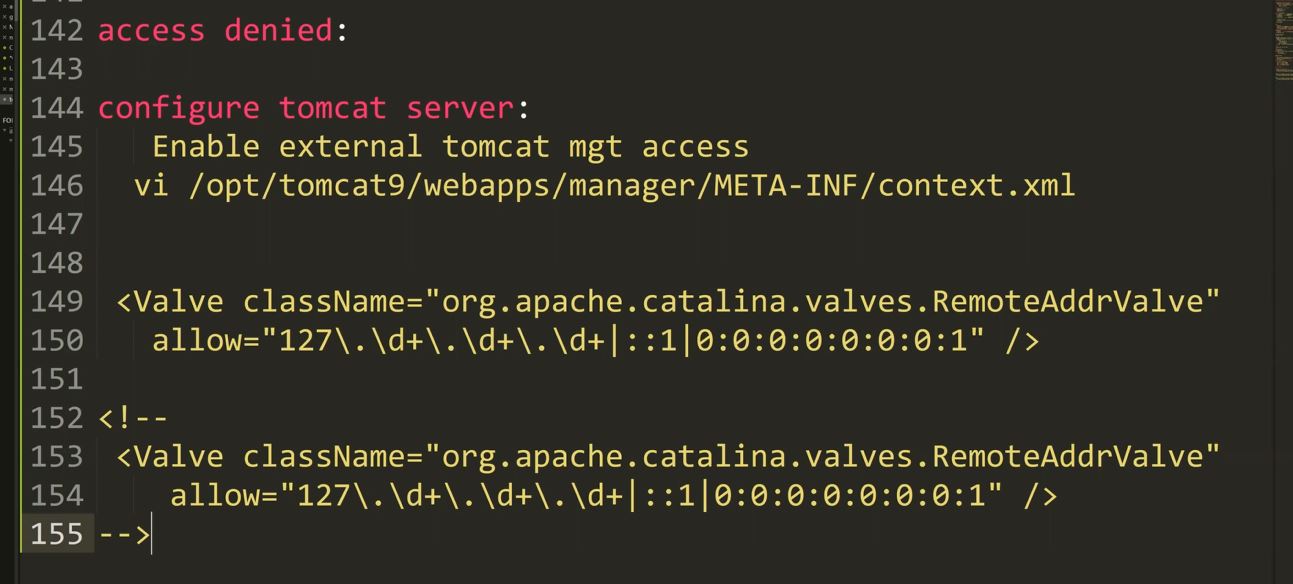 142 access denied:
143
144 configure tomcat server:
145 Enable external tomcat mgt access
146 vi /opt/tomcat9/webapps/manager/META-INF/context.xml
147
148
149 <Valve className="org.apache.catalina.valves.RemoteAddrValve"
150 allow="127\.\d+\.\d+\.\d+|::1|0:0:0:0:0:0:0:1" />
151
152 <!--
153 <Valve className="org.apache.catalina.valves.RemoteAddrValve"
154 allow="127\.\d+\.\d+\.\d+|::1|0:0:0:0:0:0:0:1" />
155 -->